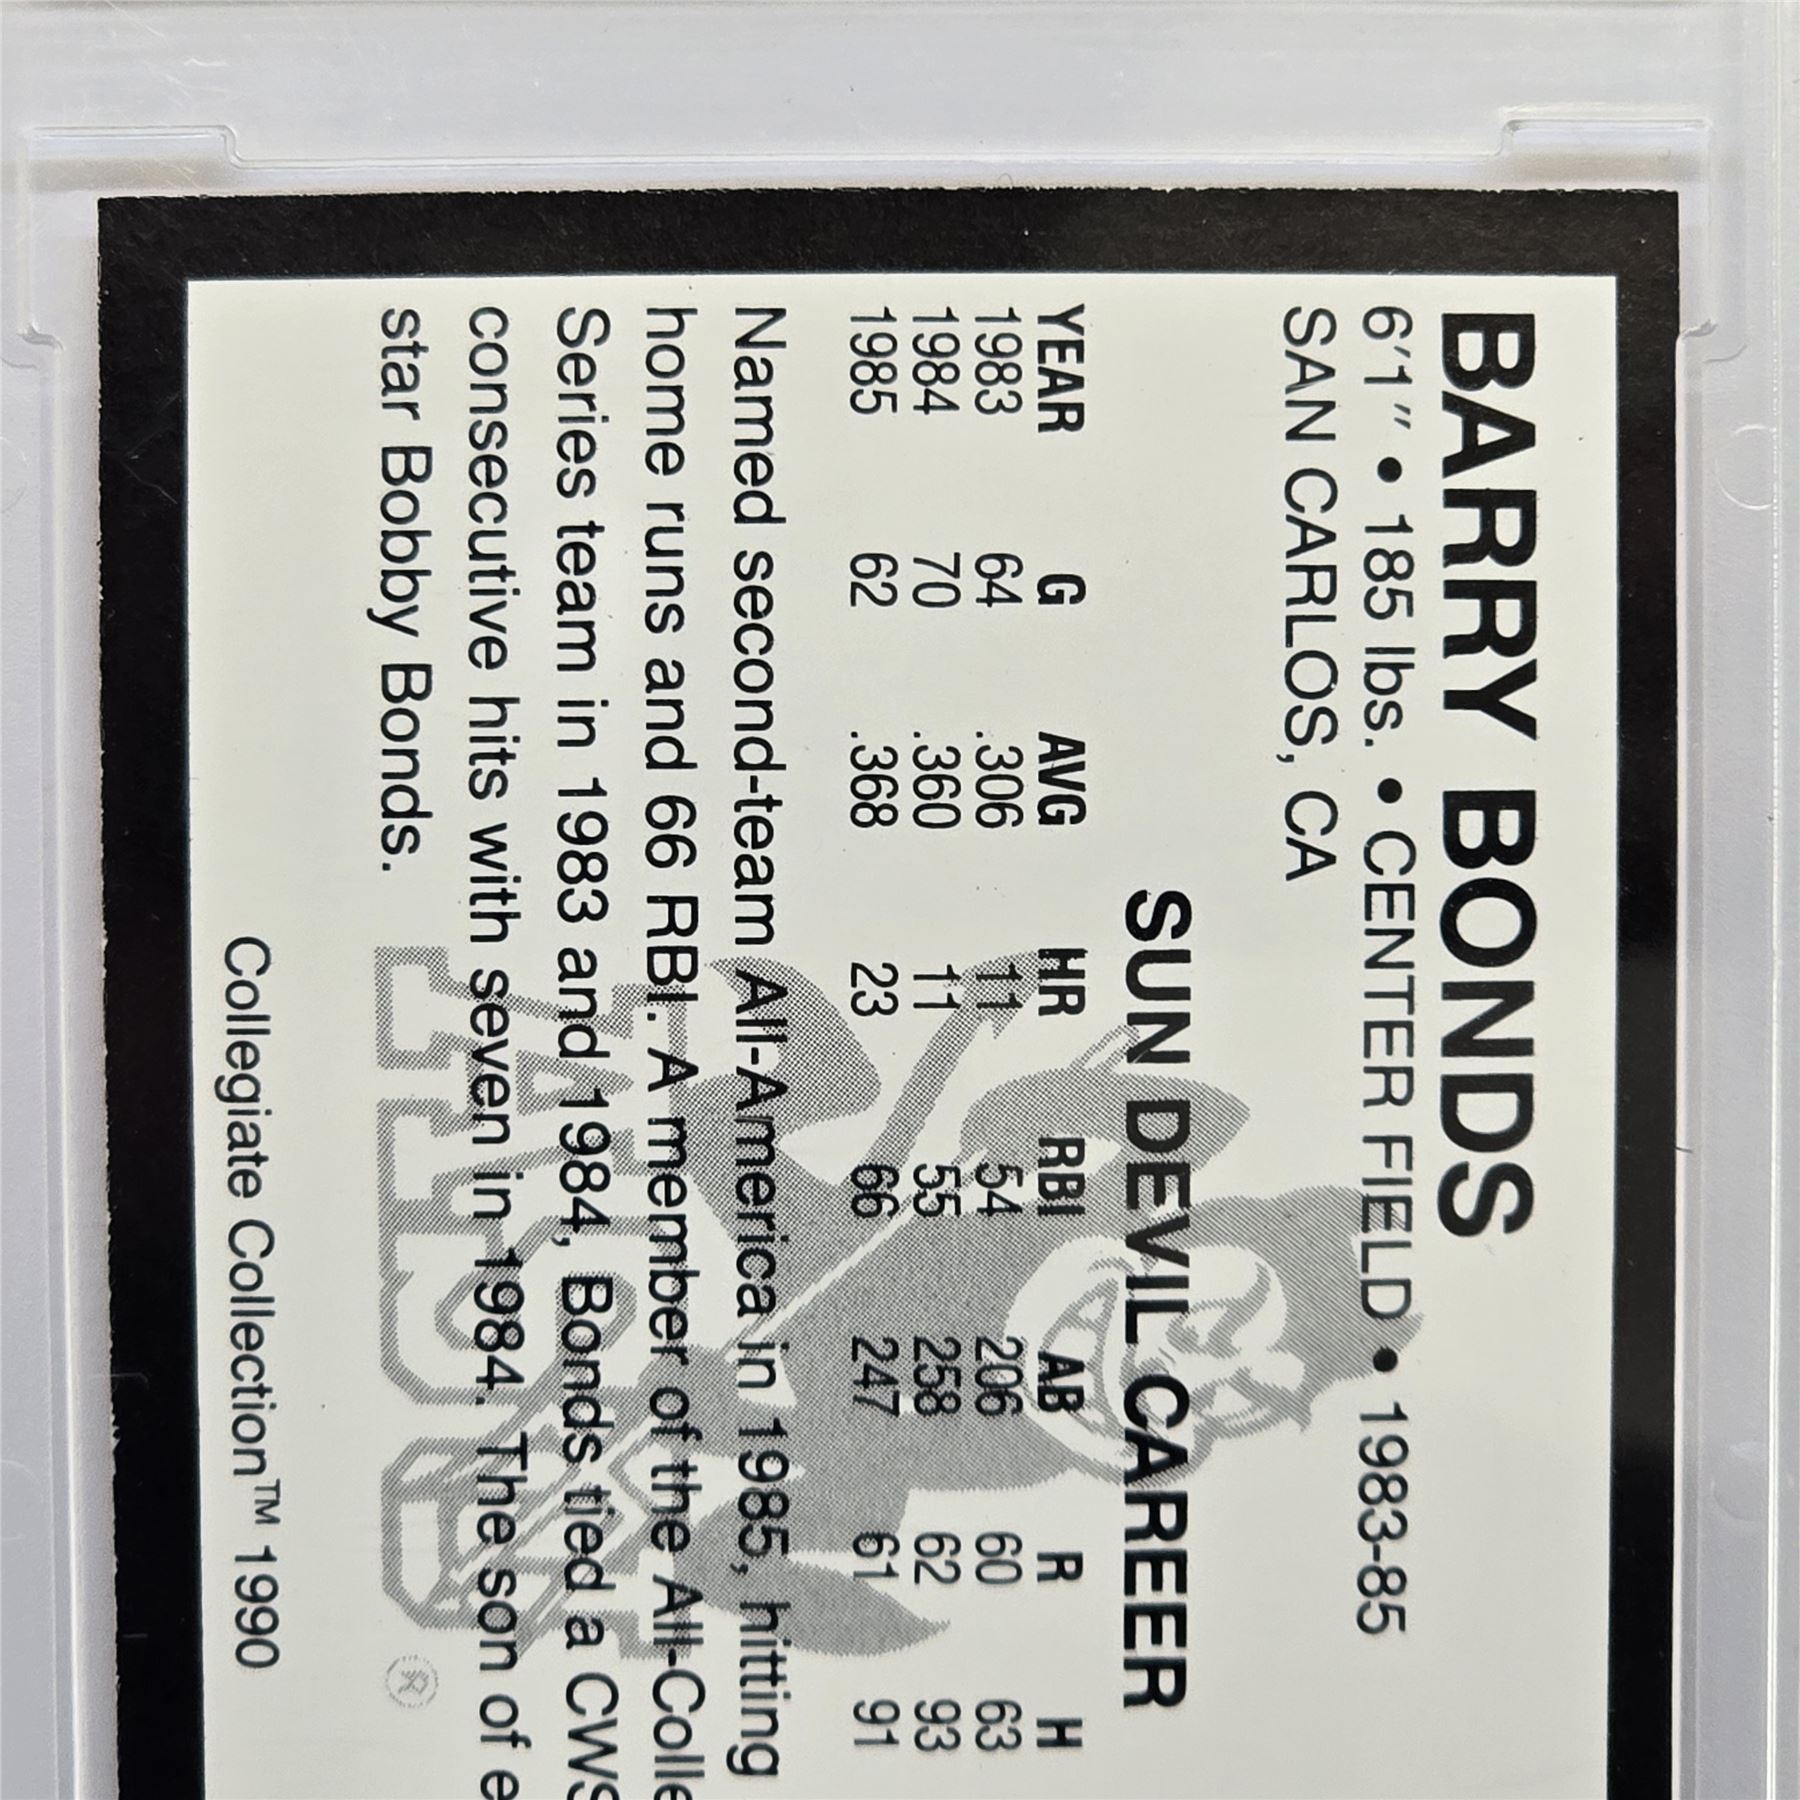 BARRY BONDS
6'1" • 185 lbs. • CENTER FIELD • 1983-85
SAN CARLOS, CA
SUN DEVIL CAREER
YEAR G AVG HR RBI AB R H
1983 64 .306 11 54 206 60 63
1984 70 .360 11 55 258 62 93
1985 62 .368 23 66 247 61 91
Named second-team All-America in 1985, hitting
home runs and 66 RBI. A member of the All-Colle
Series team in 1983 and 1984, Bonds tied a CWS
consecutive hits with seven in 1984. The son of e
star Bobby Bonds.
®
Collegiate Collection™ 1990